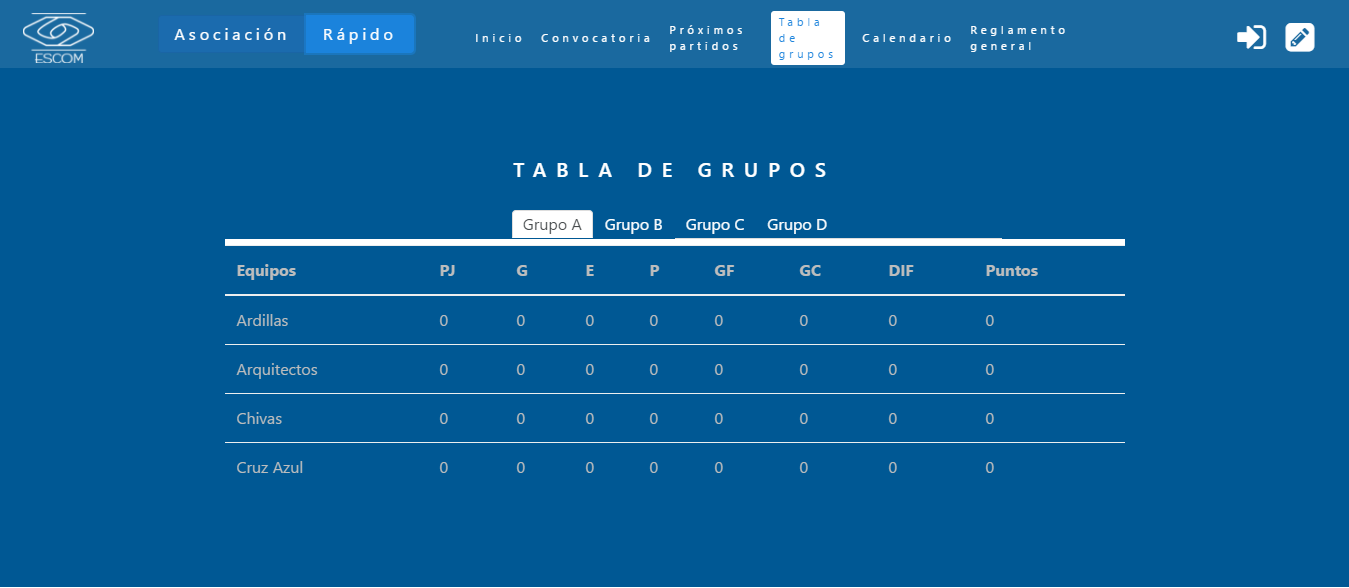 ESCOM
Asociación Rápido
Inicio
Convocatoria
Próximos
partidos
Tabla
de
grupos
Calendario
Reglamento
general
TABLA DE GRUPOS
Grupo A Grupo B Grupo C Grupo D
Equipos PJ G E P GF GC DIF Puntos
Ardillas 0 0 0 0 0 0 0 0
Arquitectos 0 0 0 0 0 0 0 0
Chivas 0 0 0 0 0 0 0 0
Cruz Azul 0 0 0 0 0 0 0 0